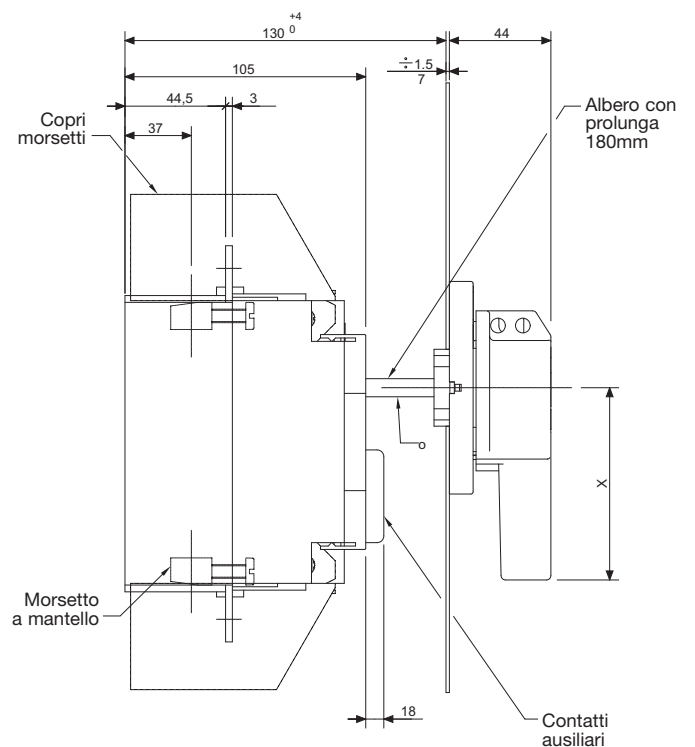 130 +4 0
44
105
÷ 1.5
7
44,5
3
37
Copri
morsetti
Albero con
prolunga
180mm
o
X
Morsetto
a mantello
18
Contatti
ausiliari